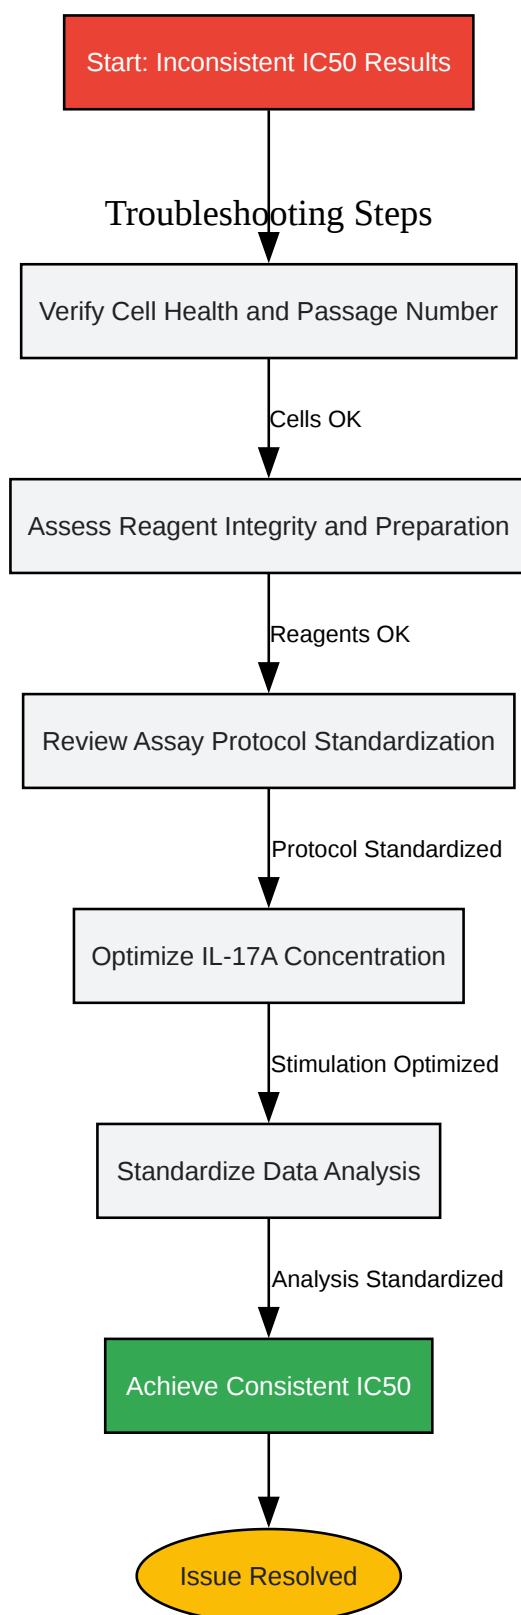 Start: Inconsistent IC50 Results
Troubleshooting Steps
Verify Cell Health and Passage Number
Cells OK
Assess Reagent Integrity and Preparation
Reagents OK
Review Assay Protocol Standardization
Protocol Standardized
Optimize IL-17A Concentration
Stimulation Optimized
Standardize Data Analysis
Analysis Standardized
Achieve Consistent IC50
Issue Resolved